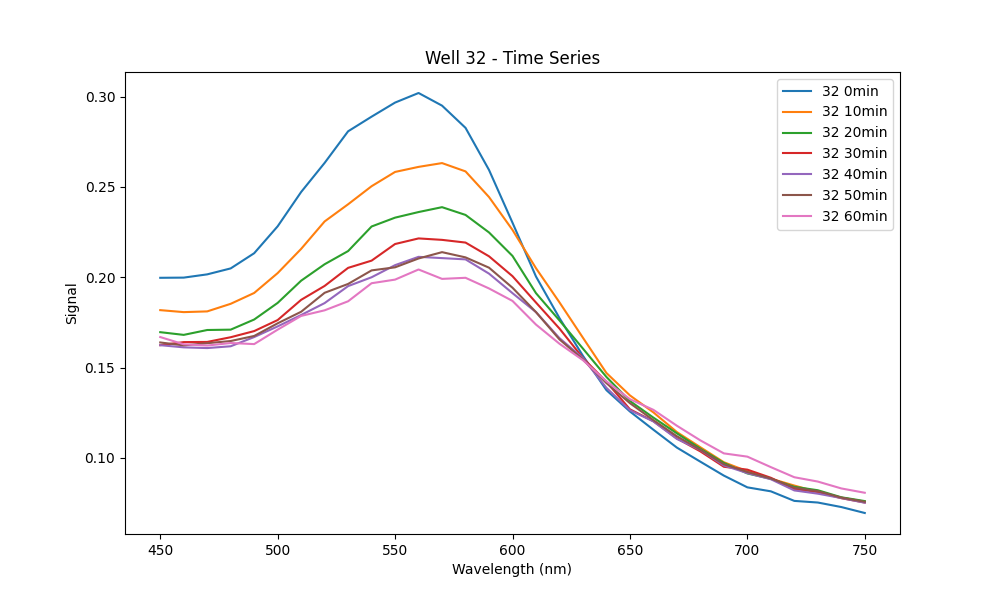 Well 32 - Time Series
Signal
0.30
0.25
0.20
0.15
0.10
450 500 550 600 650 700 750
Wavelength (nm)
32 0min
32 10min
32 20min
32 30min
32 40min
32 50min
32 60min